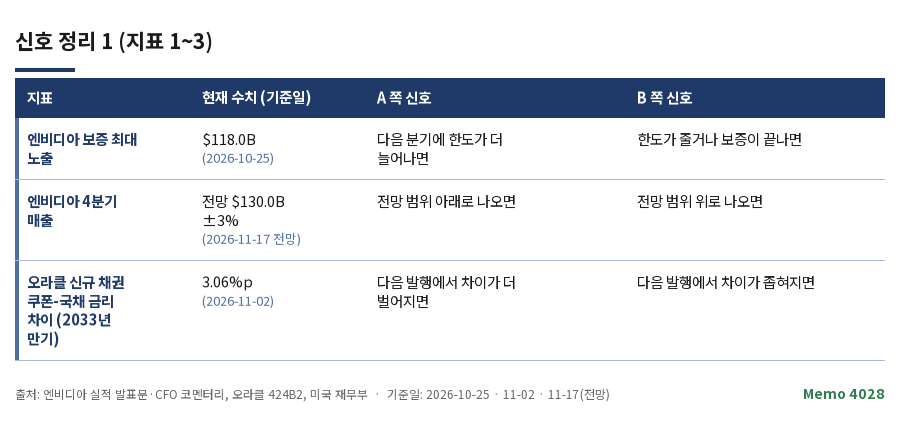 신호 정리 1 (지표 1~3)
지표
현재 수치 (기준일)
A 쪽 신호
B 쪽 신호
엔비디아 보증 최대
노출
$118.0B
(2026-10-25)
다음 분기에 한도가 더
늘어나면
한도가 줄거나 보증이 끝나면
엔비디아 4분기
매출
전망 $130.0B
±3%
(2026-11-17 전망)
전망 범위 아래로 나오면
전망 범위 위로 나오면
오라클 신규 채권
쿠폰-국채 금리
차이 (2033년
만기)
3.06%p
(2026-11-02)
다음 발행에서 차이가 더
벌어지면
다음 발행에서 차이가 좁혀지면
출처: 엔비디아 실적 발표문·CFO 코멘터리, 오라클 424B2, 미국 재무부 · 기준일: 2026-10-25 · 11-02 · 11-17(전망)
Memo 4028